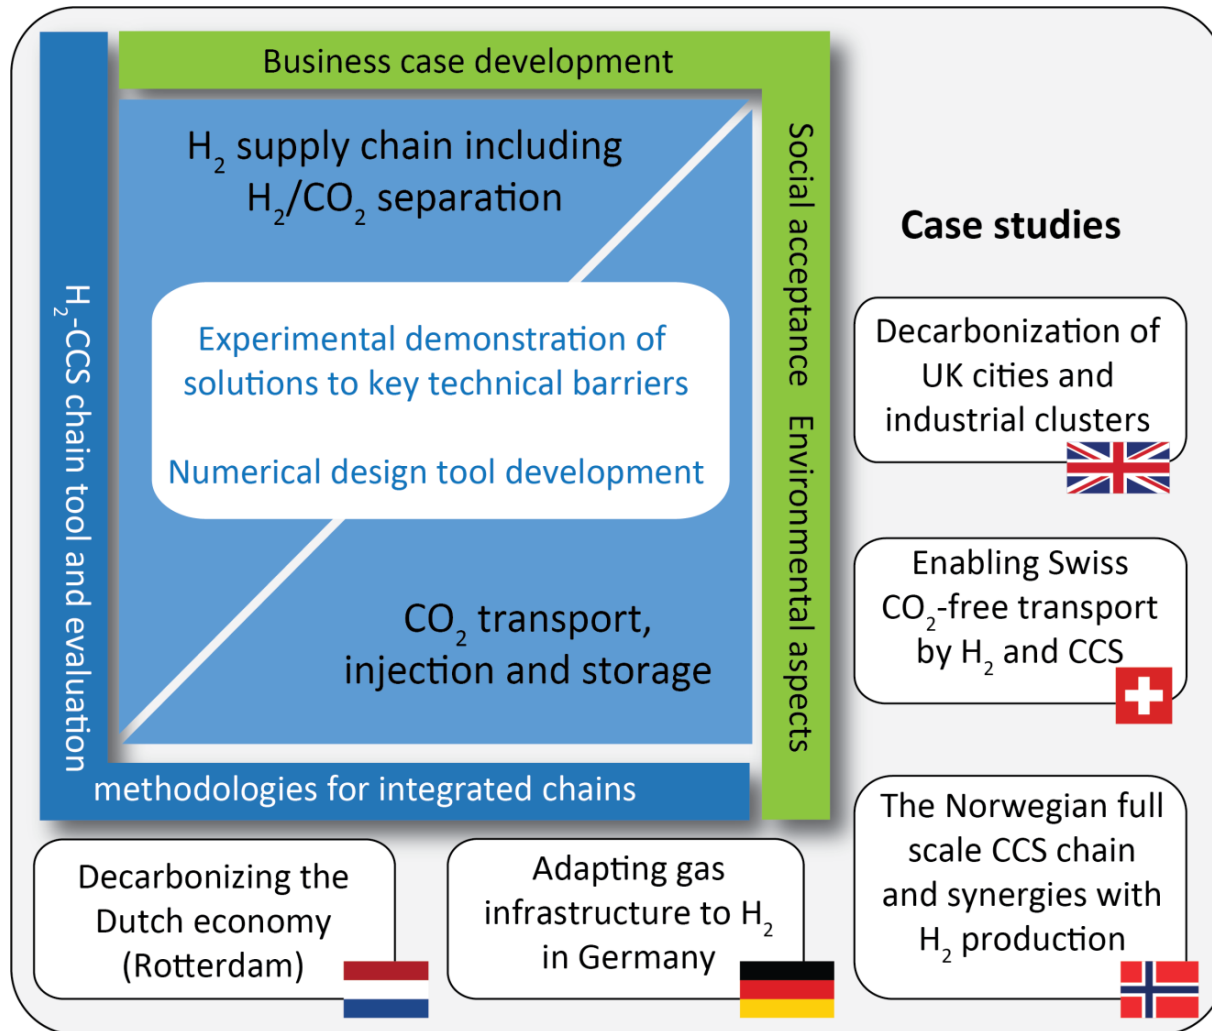 Business case development
H₂ supply chain including
H₂/CO₂ separation
Experimental demonstration of
solutions to key technical barriers
Numerical design tool development
CO₂ transport,
injection and storage
H₂-CCS chain tool and evaluation
methodologies for integrated chains
Social acceptance Environmental aspects
Case studies
Decarbonization of
UK cities and
industrial clusters
Enabling Swiss
CO₂-free transport
by H₂ and CCS
The Norwegian full
scale CCS chain
and synergies with
H₂ production
Decarbonizing the
Dutch economy
(Rotterdam)
Adapting gas
infrastructure to H₂
in Germany